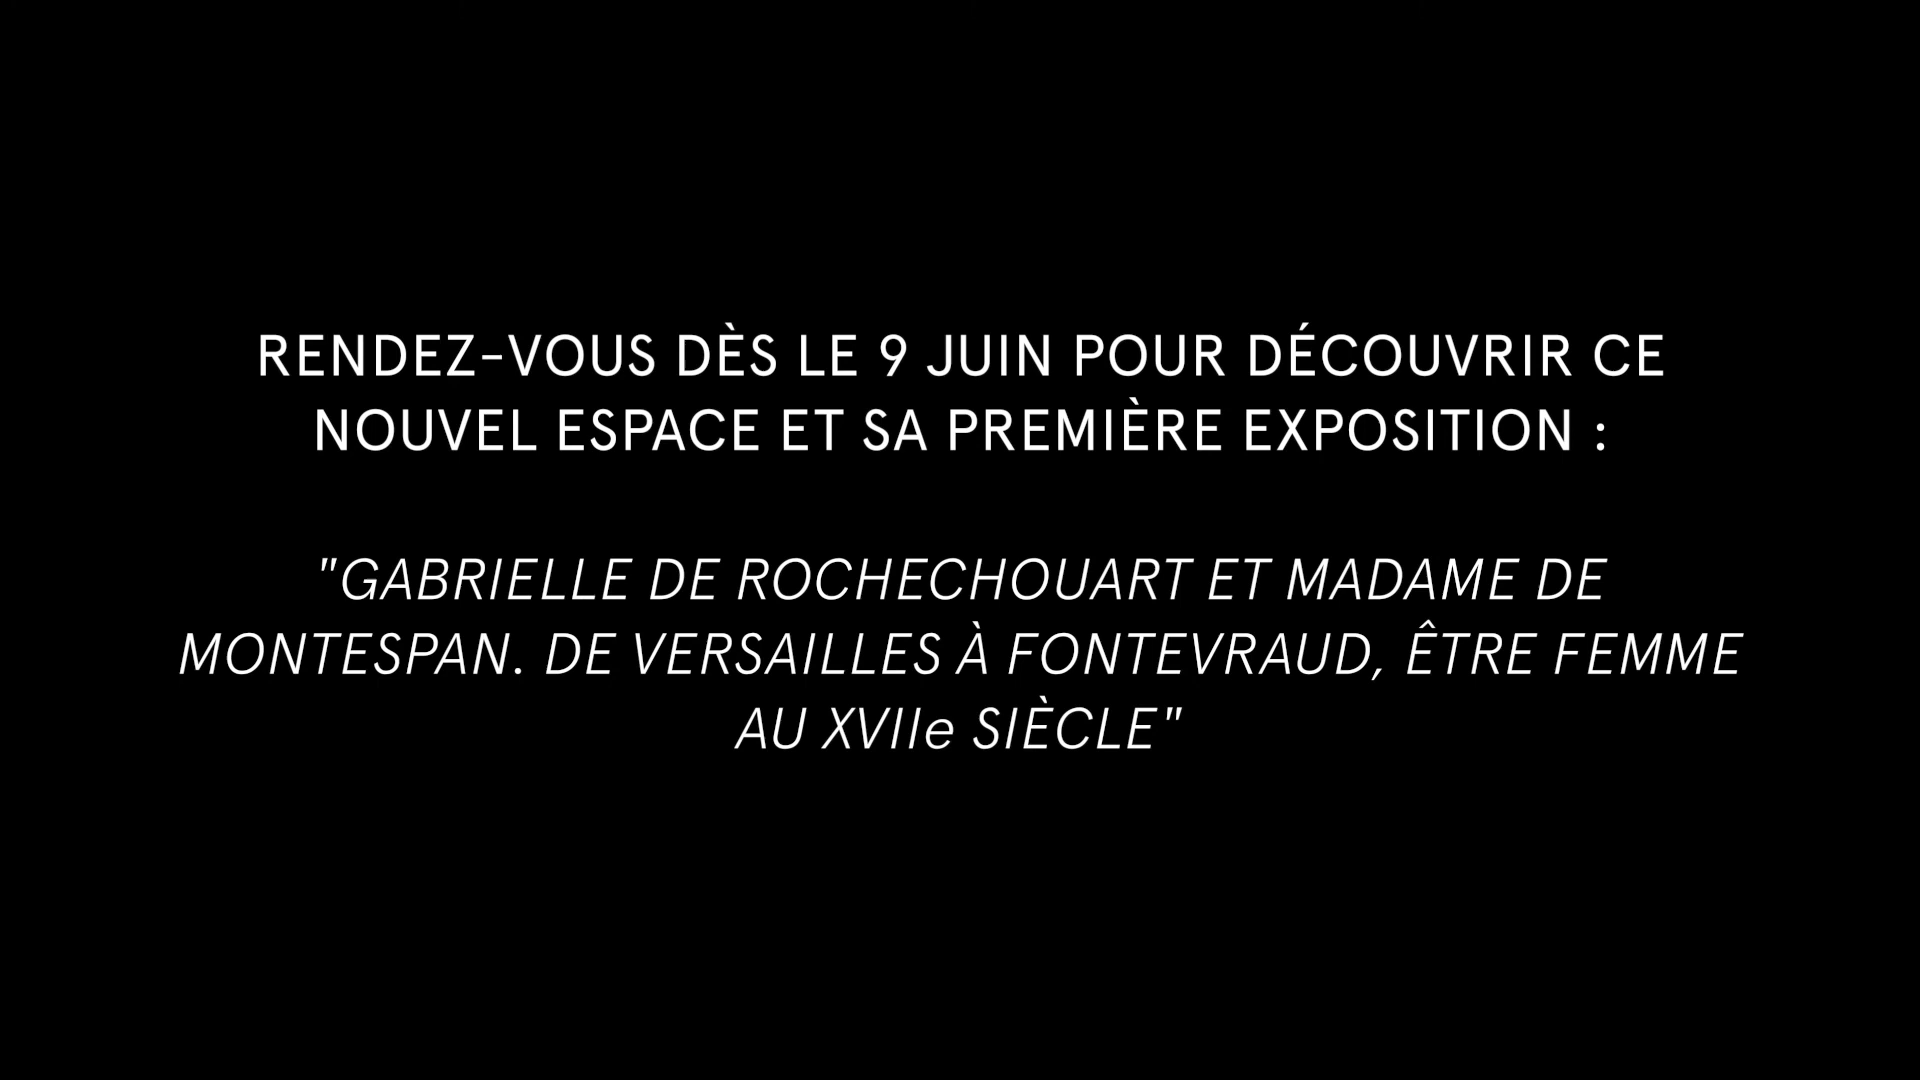 RENDEZ-VOUS DÈS LE 9 JUIN POUR DÉCOUVRIR CE
NOUVEL ESPACE ET SA PREMIÈRE EXPOSITION :
"GABRIELLE DE ROCHECHOUART ET MADAME DE
MONTESPAN. DE VERSAILLES À FONTEVRAUD, ÊTRE FEMME
AU XVIIe SIÈCLE"